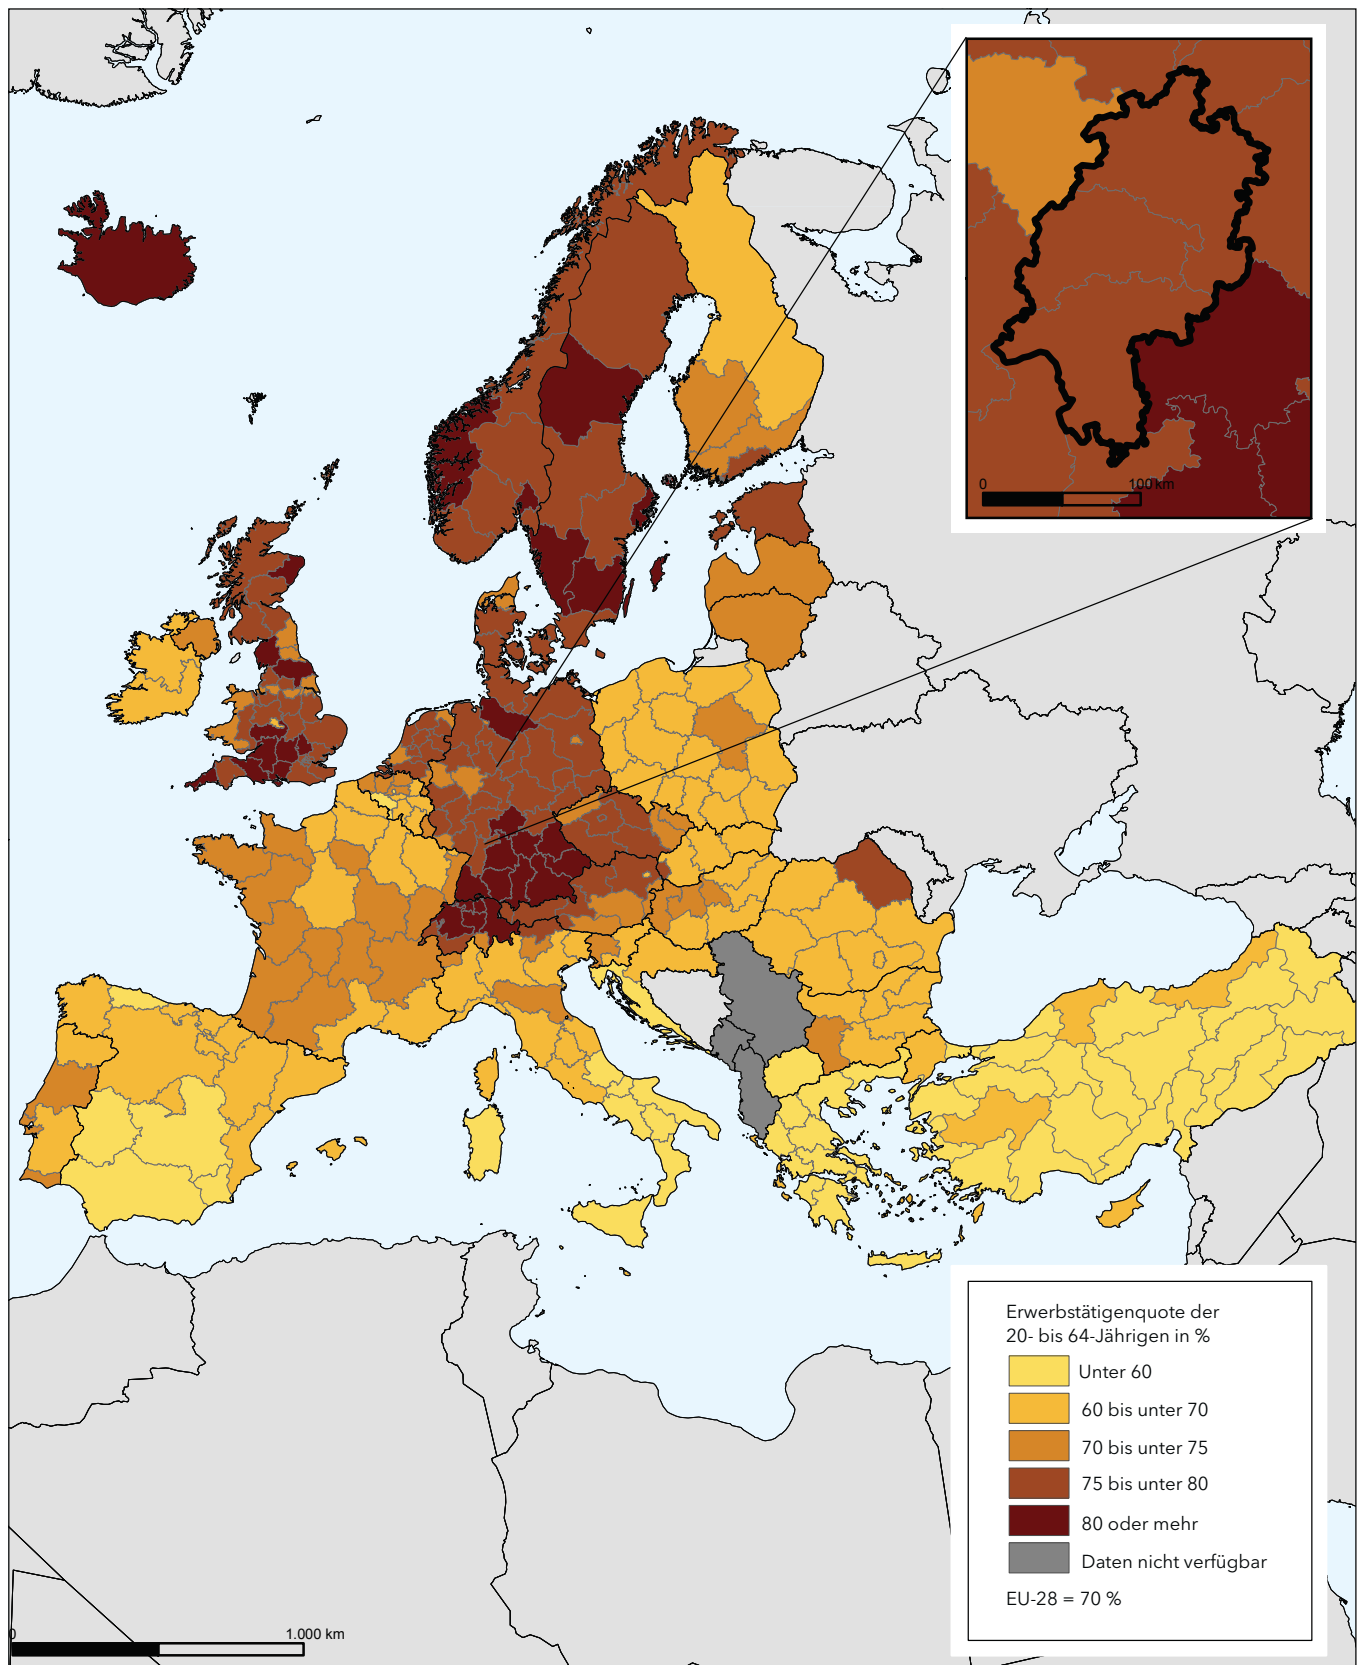 0
100 km
Erwerbstätigenquote der
20- bis 64-Jährigen in %
Unter 60
60 bis unter 70
70 bis unter 75
75 bis unter 80
80 oder mehr
Daten nicht verfügbar
EU-28 = 70 %
0
1.000 km